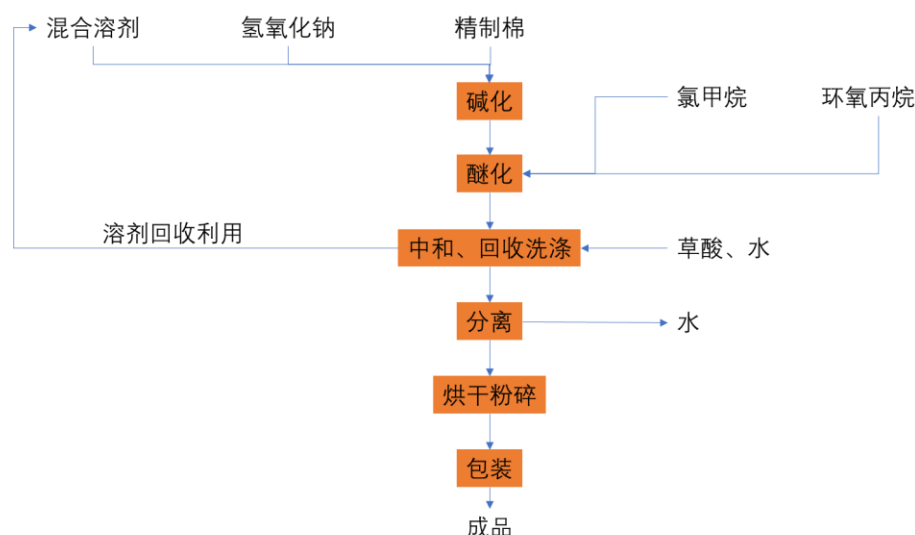 混合溶剂
氢氧化钠
精制棉
碱化
氯甲烷
环氧丙烷
醚化
溶剂回收利用
中和、回收洗涤
草酸、水
分离
水
烘干粉碎
包装
成品